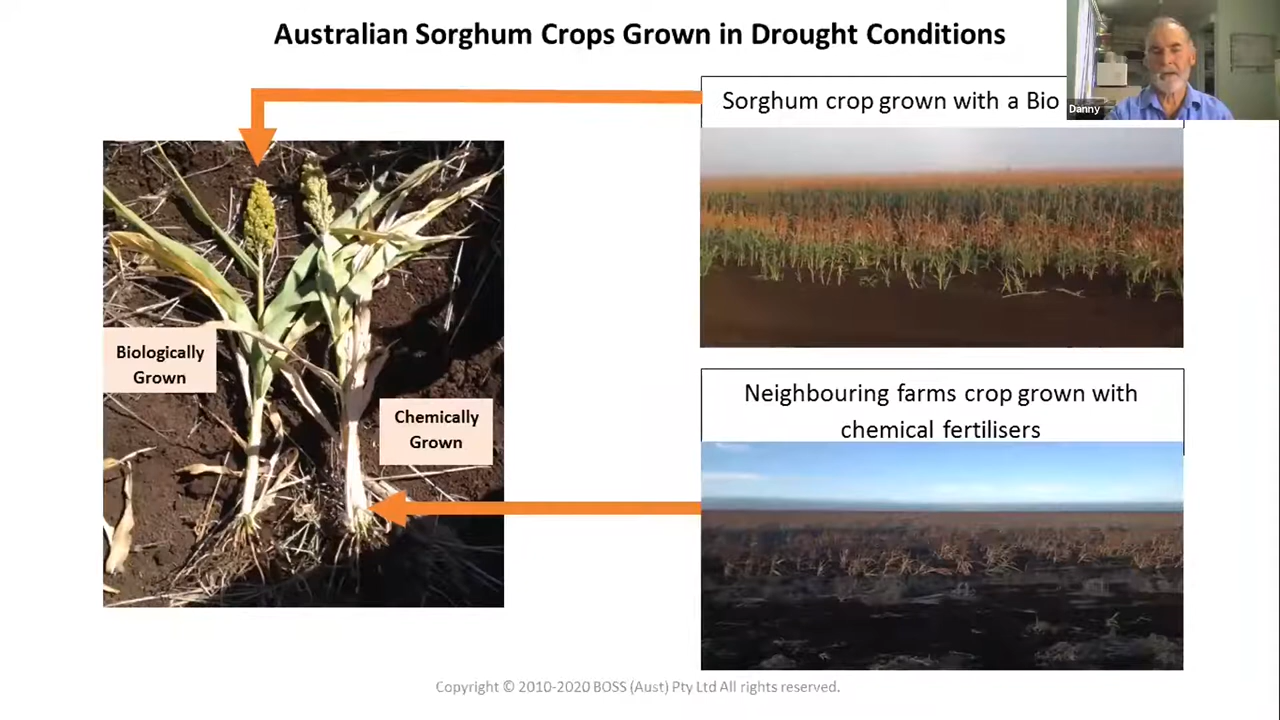 Australian Sorghum Crops Grown in Drought Conditions
Sorghum crop grown with a Bio
Danny
Biologically
Grown
Chemically
Grown
Neighbouring farms crop grown with
chemical fertilisers
Copyright © 2010-2020 BOSS (Aust) Pty Ltd All rights reserved.